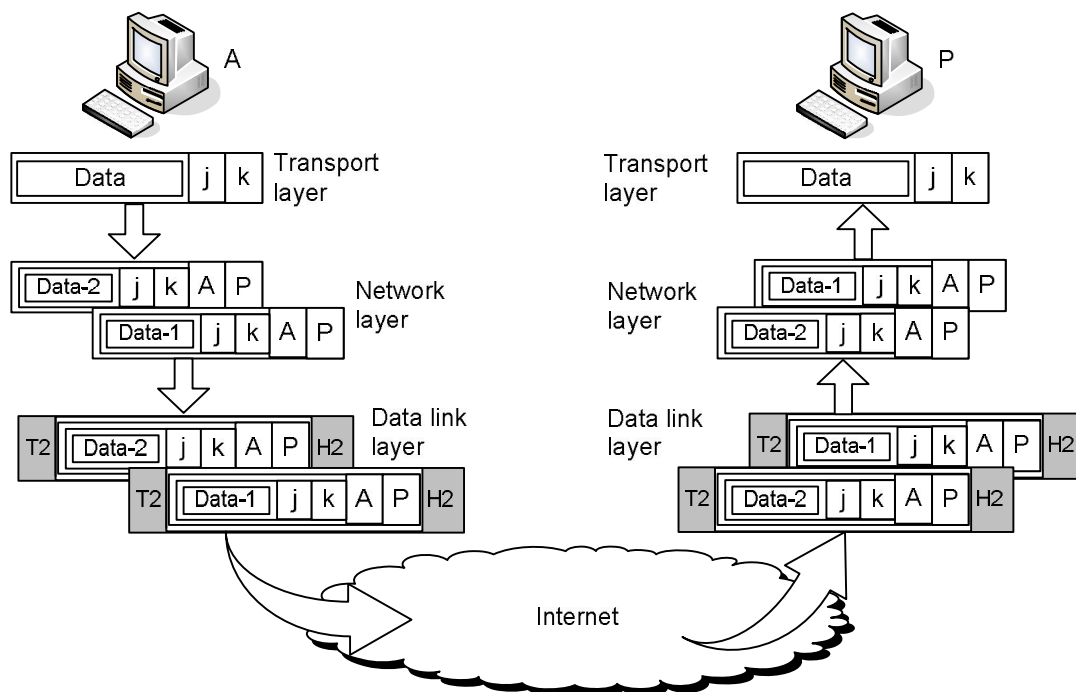 A
P
Data j k
Transport
layer
Transport
layer
Data j k
Data-2 j k A P
Data-1 j k A P
Network
layer
Network
layer
Data-1 j k A P
Data-2 j k A P
T2 Data-2 j k A P H2
T2 Data-1 j k A P H2
Data link
layer
Data link
layer
T2 Data-1 j k A P H2
T2 Data-2 j k A P H2
Internet